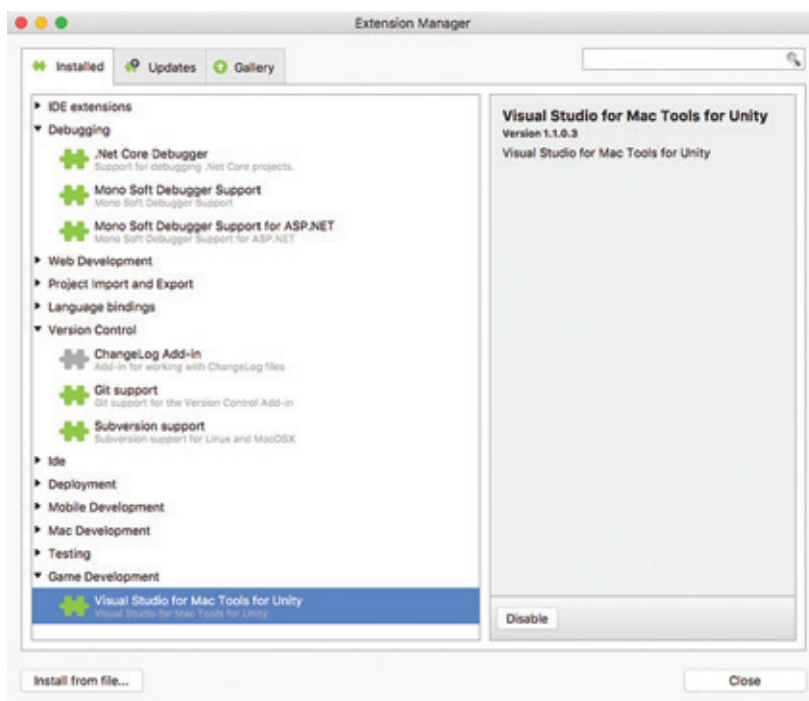 Extension Manager
Installed
Updates
Gallery
IDE extensions
Debugging
.Net Core Debugger
Support for debugging .Net Core projects.
Mono Soft Debugger Support
Mono Soft Debugger Support
Mono Soft Debugger Support for ASP.NET
Mono Soft Debugger Support for ASP.NET
Web Development
Project Import and Export
Language bindings
Version Control
ChangeLog Add-in
Add-in for working with ChangeLog files
Git support
Git support for the Version Control Add-in
Subversion support
Subversion support for Linux and MacOSX
Ide
Deployment
Mobile Development
Mac Development
Testing
Game Development
Visual Studio for Mac Tools for Unity
Visual Studio for Mac Tools for Unity
Visual Studio for Mac Tools for Unity
Version 1.1.0.3
Visual Studio for Mac Tools for Unity
Disable
Install from file...
Close